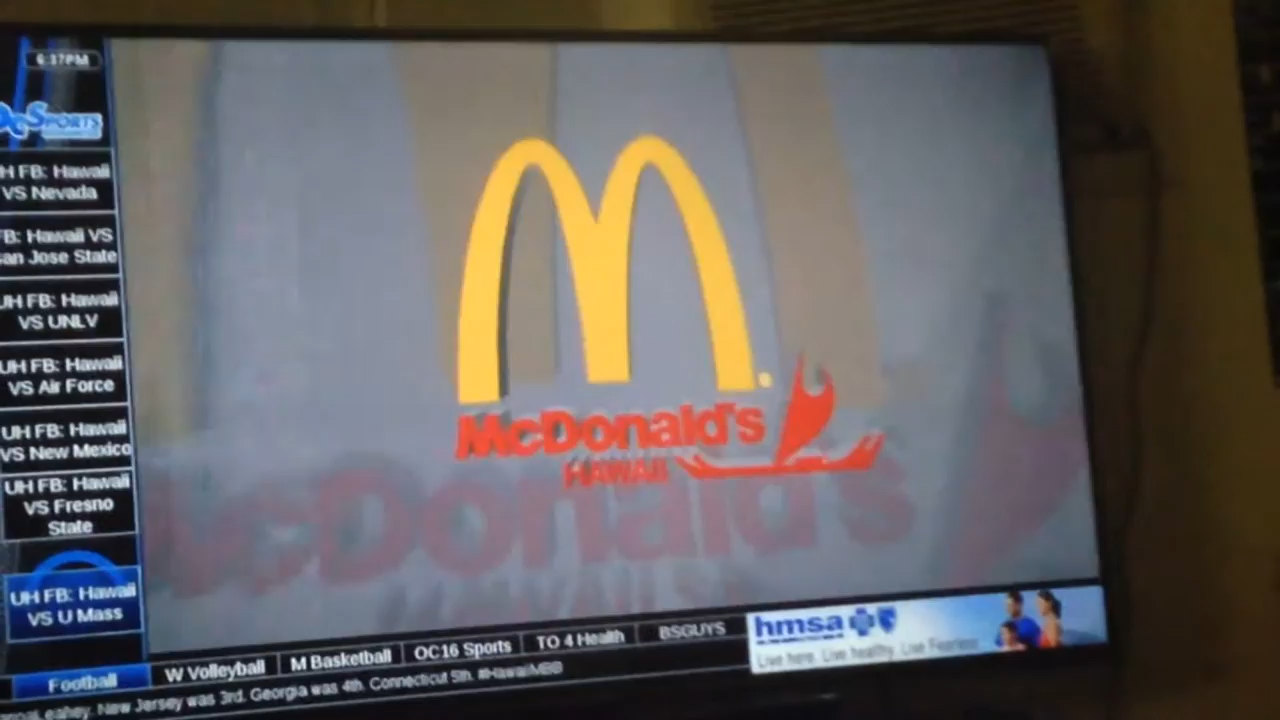 6:37PM
SPORTS
H FB: Hawaii
VS Nevada
FB: Hawaii VS
San Jose State
UH FB: Hawaii
VS UNLV
UH FB: Hawaii
VS Air Force
UH FB: Hawaii
VS New Mexico
UH FB: Hawaii
VS Fresno
State
UH FB: Hawaii
VS U Mass
McDonald's
HAWAII
McDonald's
hmsa
Live here. Live healthy. Live Fearless.
Football
W Volleyball
M Basketball
OC16 Sports
TO 4 Health
BSGUYS
Leahey. New Jersey was 3rd. Georgia was 4th. Connecticut 5th. #HawaiiMBB